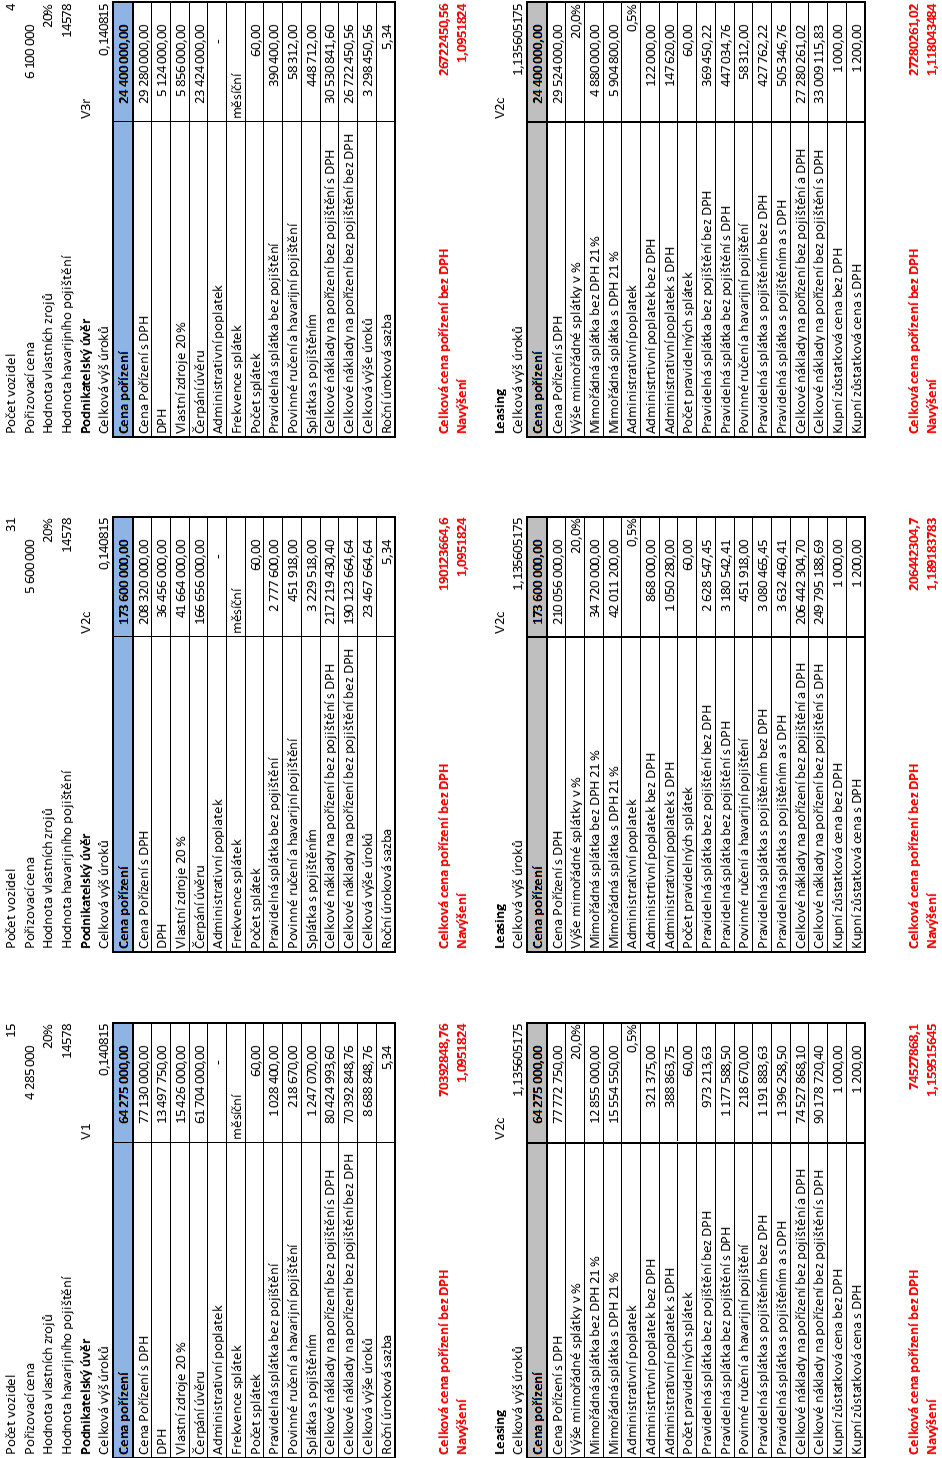 Počet vozidel 15
Pořizovací cena 4 285 000
Hodnota vlastních zrojů 20%
Hodnota havarijního pojištění 14578
Podnikatelský úvěr V1
Celková výš úroků 0,140815
Cena pořízení 64 275 000,00
Cena Pořízení s DPH 77 130 000,00
DPH 13 497 750,00
Vlastní zdroje 20 % 15 426 000,00
Čerpání úvěru 61 704 000,00
Administrativní poplatek -
Frekvence splátek měsíční
Počet splátek 60,00
Pravidelná splátka bez pojištění 1 028 400,00
Povinné ručení a havarijní pojištění 218 670,00
Splátka s pojištěním 1 247 070,00
Celkové náklady na pořízení bez pojištění s DPH 80 424 993,60
Celkové náklady na pořízení bez pojištění bez DPH 70 392 848,76
Celková výše úroků 8 688 848,76
Roční úroková sazba 5,34
Celková cena pořízení bez DPH 70392848,76
Navýšení 1,0951824
Leasing V2c
Celková výš úroků 1,135605175
Cena pořízení 64 275 000,00
Cena Pořízení s DPH 77 722 750,00
Výše mimořádné splátky v % 20,0%
Mimořádná splátka bez DPH 21 % 12 855 000,00
Mimořádná splátka s DPH 21 % 15 554 550,00
Administrativní poplatek 0,5%
Administrtivní poplatek bez DPH 321 375,00
Administrativní poplatek s DPH 388 863,75
Počet pravidelných splátek 60,00
Pravidelná splátka bez pojištění bez DPH 973 213,63
Pravidelná splátka bez pojištění s DPH 1 177 588,50
Povinné ručení a havarijní pojištění 218 670,00
Pravidelná splátka s pojištěním bez DPH 1 191 883,63
Pravidelná splátka s pojištěním a s DPH 1 396 258,50
Celkové náklady na pořízení bez pojištění a DPH 74 527 868,10
Celkové náklady na pořízení bez pojištění s DPH 90 178 720,40
Kupní zůstatková cena bez DPH 1 000,00
Kupní zůstatková cena s DPH 1 200,00
Celková cena pořízení bez DPH 74527868,1
Navýšení 1,159515645
Počet vozidel 31
Pořizovací cena 5 600 000
Hodnota vlastních zrojů 20%
Hodnota havarijního pojištění 14578
Podnikatelský úvěr V2c
Celková výš úroků 0,140815
Cena pořízení 173 600 000,00
Cena Pořízení s DPH 208 320 000,00
DPH 36 456 000,00
Vlastní zdroje 20 % 41 664 000,00
Čerpání úvěru 166 656 000,00
Administrativní poplatek -
Frekvence splátek měsíční
Počet splátek 60,00
Pravidelná splátka bez pojištění 2 777 600,00
Povinné ručení a havarijní pojištění 451 918,00
Splátka s pojištěním 3 229 518,00
Celkové náklady na pořízení bez pojištění s DPH 217 219 430,40
Celkové náklady na pořízení bez pojištění bez DPH 190 123 664,64
Celková výše úroků 23 467 664,64
Roční úroková sazba 5,34
Celková cena pořízení bez DPH 190123664,6
Navýšení 1,0951824
Leasing V2c
Celková výš úroků 1,135605175
Cena pořízení 173 600 000,00
Cena Pořízení s DPH 210 056 000,00
Výše mimořádné splátky v % 20,0%
Mimořádná splátka bez DPH 21 % 34 720 000,00
Mimořádná splátka s DPH 21 % 42 011 200,00
Administrativní poplatek 0,5%
Administrtivní poplatek bez DPH 868 000,00
Administrativní poplatek s DPH 1 050 280,00
Počet pravidelných splátek 60,00
Pravidelná splátka bez pojištění bez DPH 2 628 547,45
Pravidelná splátka bez pojištění s DPH 3 180 542,41
Povinné ručení a havarijní pojištění 451 918,00
Pravidelná splátka s pojištěním bez DPH 3 080 465,45
Pravidelná splátka s pojištěním a s DPH 3 632 460,41
Celkové náklady na pořízení bez pojištění a DPH 206 442 304,70
Celkové náklady na pořízení bez pojištění s DPH 249 795 188,69
Kupní zůstatková cena bez DPH 1 000,00
Kupní zůstatková cena s DPH 1 200,00
Celková cena pořízení bez DPH 206442304,7
Navýšení 1,189183783
Počet vozidel 4
Pořizovací cena 6 100 000
Hodnota vlastních zrojů 20%
Hodnota havarijního pojištění 14578
Podnikatelský úvěr V3r
Celková výš úroků 0,140815
Cena pořízení 24 400 000,00
Cena Pořízení s DPH 29 280 000,00
DPH 5 124 000,00
Vlastní zdroje 20 % 5 856 000,00
Čerpání úvěru 23 424 000,00
Administrativní poplatek -
Frekvence splátek měsíční
Počet splátek 60,00
Pravidelná splátka bez pojištění 390 400,00
Povinné ručení a havarijní pojištění 58 312,00
Splátka s pojištěním 448 712,00
Celkové náklady na pořízení bez pojištění s DPH 30 530 841,60
Celkové náklady na pořízení bez pojištění bez DPH 26 722 450,56
Celková výše úroků 3 298 450,56
Roční úroková sazba 5,34
Celková cena pořízení bez DPH 26722450,56
Navýšení 1,0951824
Leasing V2c
Celková výš úroků 1,135605175
Cena pořízení 24 400 000,00
Cena Pořízení s DPH 29 524 000,00
Výše mimořádné splátky v % 20,0%
Mimořádná splátka bez DPH 21 % 4 880 000,00
Mimořádná splátka s DPH 21 % 5 904 800,00
Administrativní poplatek 0,5%
Administrtivní poplatek bez DPH 122 000,00
Administrativní poplatek s DPH 147 620,00
Počet pravidelných splátek 60,00
Pravidelná splátka bez pojištění bez DPH 369 450,22
Pravidelná splátka bez pojištění s DPH 447 034,76
Povinné ručení a havarijní pojištění 58 312,00
Pravidelná splátka s pojištěním bez DPH 427 762,22
Pravidelná splátka s pojištěním a s DPH 505 346,76
Celkové náklady na pořízení bez pojištění a DPH 27 280 261,02
Celkové náklady na pořízení bez pojištění s DPH 33 009 115,83
Kupní zůstatková cena bez DPH 1 000,00
Kupní zůstatková cena s DPH 1 200,00
Celková cena pořízení bez DPH 27280261,02
Navýšení 1,118043484